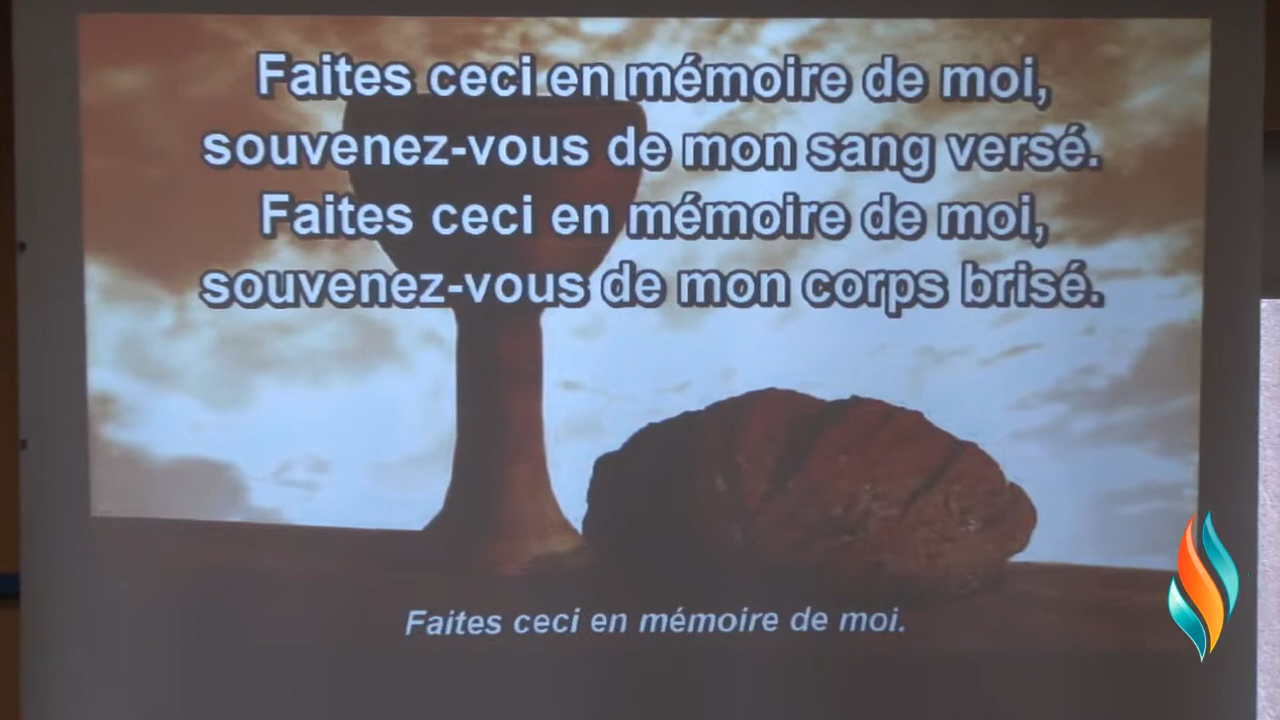 Faites ceci en mémoire de moi,
souvenez-vous de mon sang versé.
Faites ceci en mémoire de moi,
souvenez-vous de mon corps brisé.
Faites ceci en mémoire de moi.